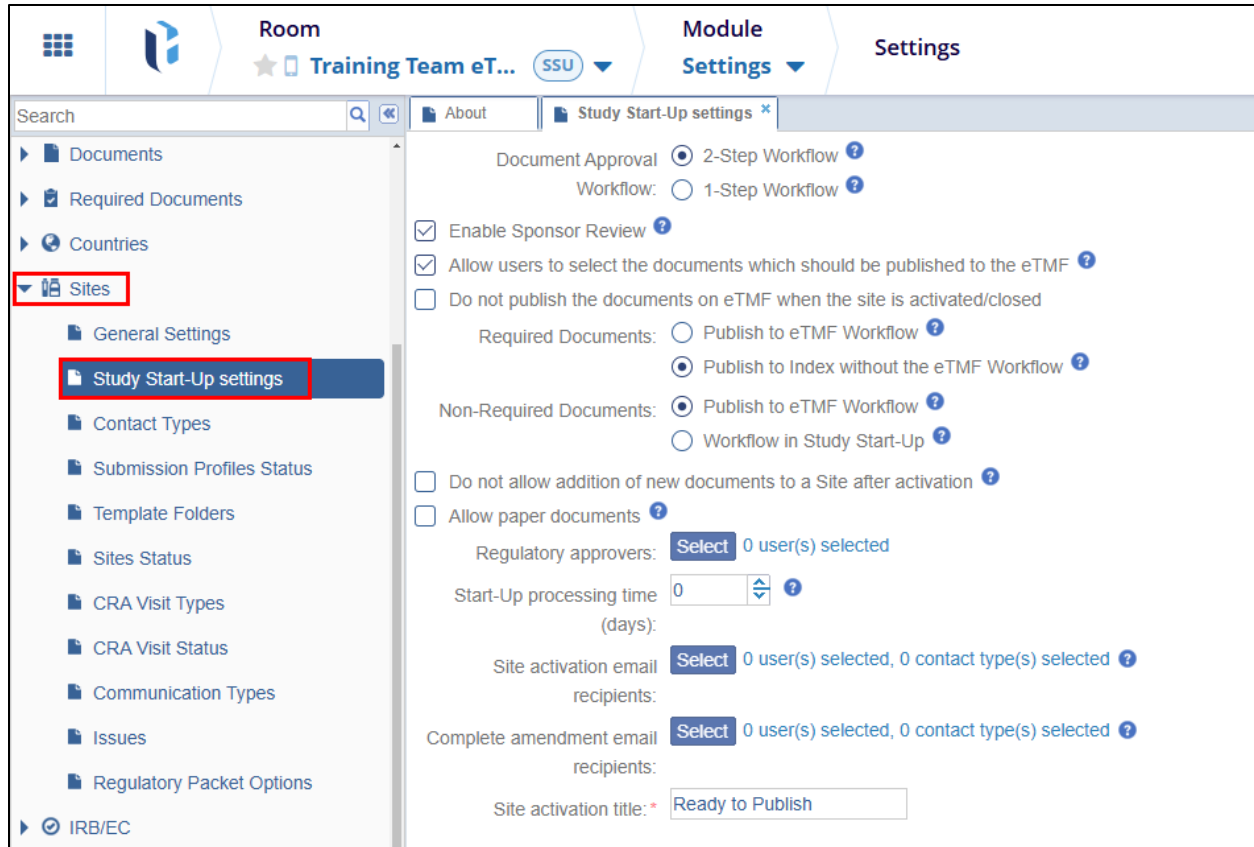 Room
Training Team eT... SSU
Module
Settings
Settings
Search
Documents
Required Documents
Countries
Sites
General Settings
Study Start-Up settings
Contact Types
Submission Profiles Status
Template Folders
Sites Status
CRA Visit Types
CRA Visit Status
Communication Types
Issues
Regulatory Packet Options
IRB/EC
About
Study Start-Up settings
Document Approval Workflow:
2-Step Workflow ?
1-Step Workflow ?
Enable Sponsor Review ?
Allow users to select the documents which should be published to the eTMF ?
Do not publish the documents on eTMF when the site is activated/closed
Required Documents: Publish to eTMF Workflow ?
Publish to Index without the eTMF Workflow ?
Non-Required Documents: Publish to eTMF Workflow ?
Workflow in Study Start-Up ?
Do not allow addition of new documents to a Site after activation ?
Allow paper documents ?
Regulatory approvers: Select 0 user(s) selected
Start-Up processing time (days): 0 ?
Site activation email recipients: Select 0 user(s) selected, 0 contact type(s) selected ?
Complete amendment email recipients: Select 0 user(s) selected, 0 contact type(s) selected ?
Site activation title:* Ready to Publish